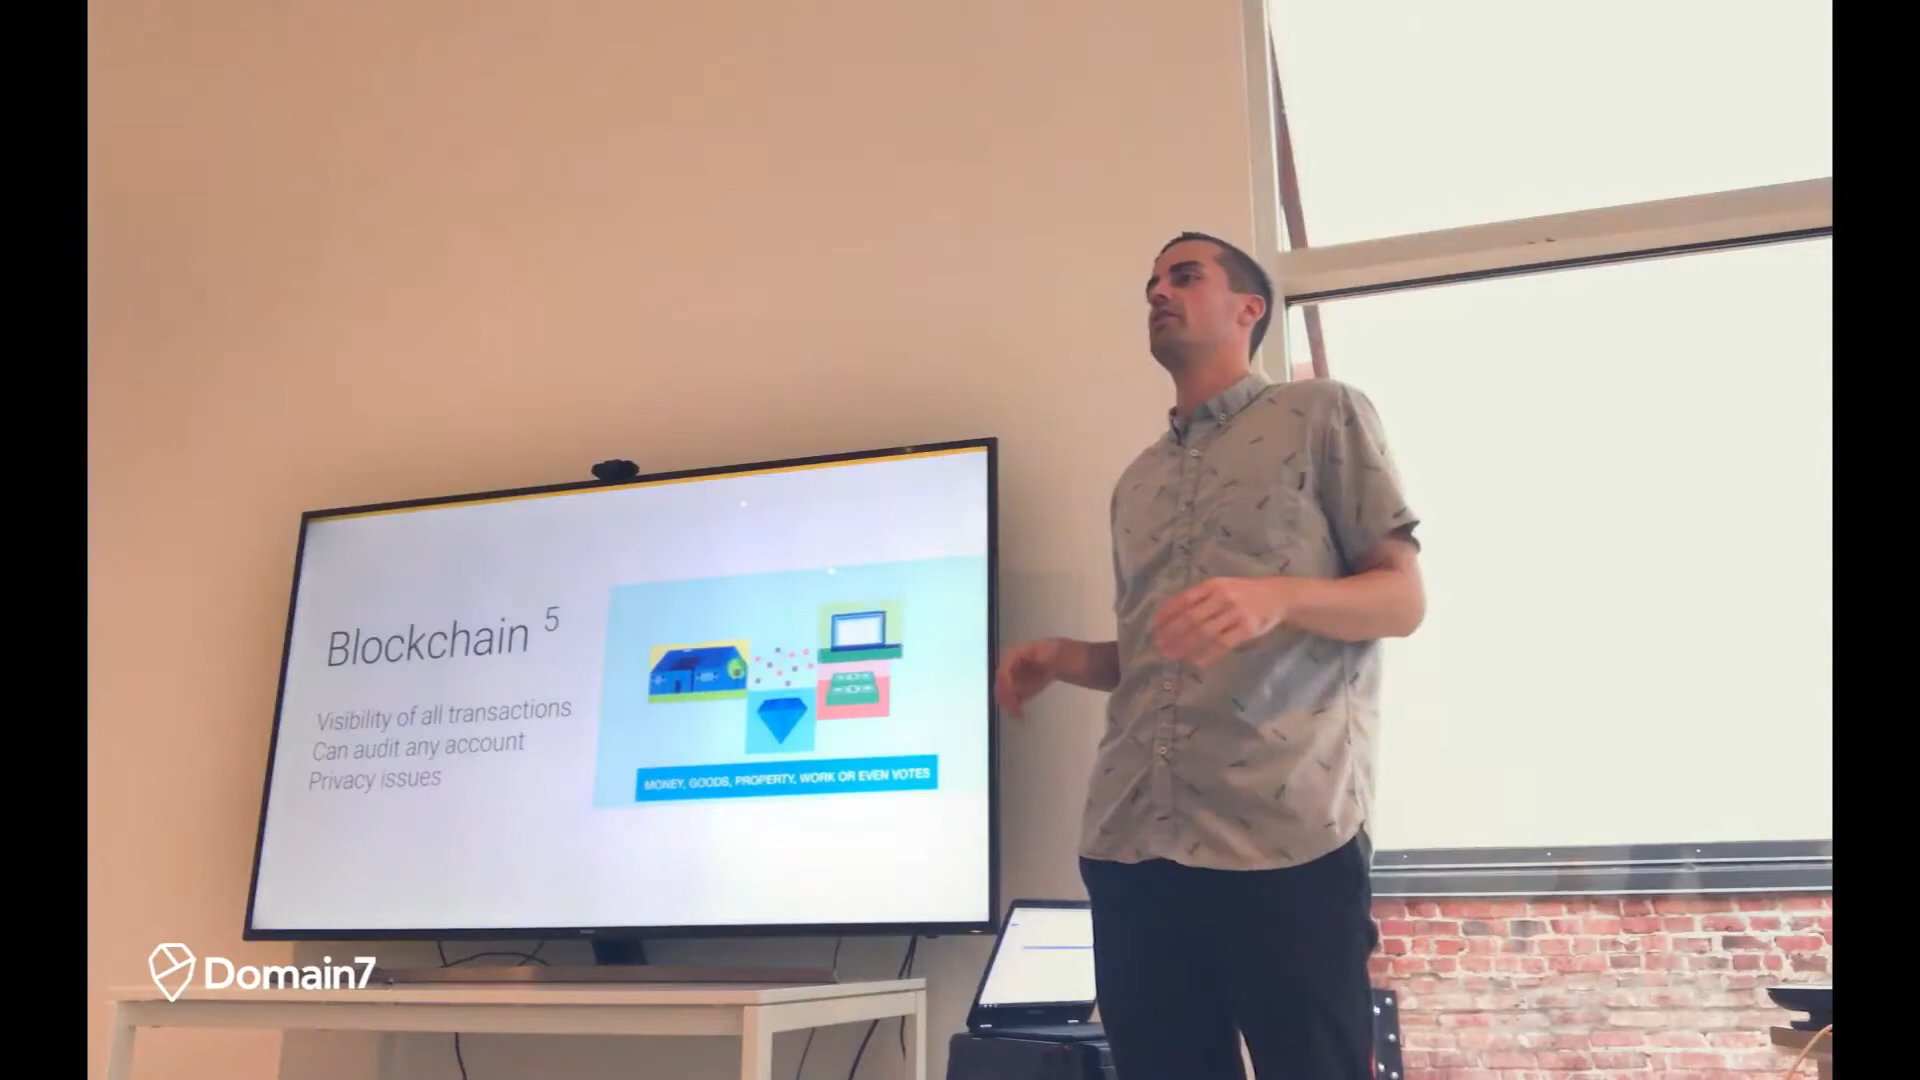 Blockchain 5
Visibility of all transactions
Can audit any account
Privacy issues
MONEY, GOODS, PROPERTY, WORK OR EVEN VOTES
Domain7